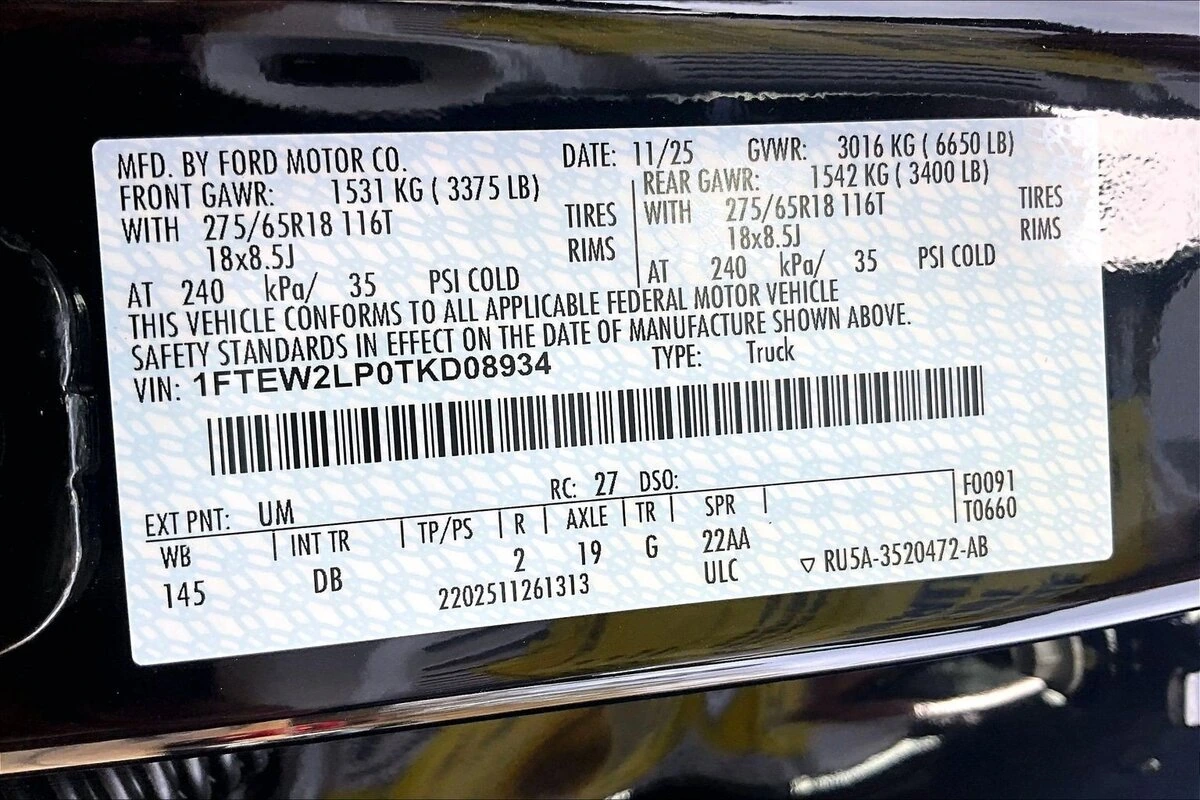 MFD. BY FORD MOTOR CO. DATE: 11/25 GVWR: 3016 KG ( 6650 LB)
FRONT GAWR: 1531 KG ( 3375 LB) REAR GAWR: 1542 KG ( 3400 LB)
WITH 275/65R18 116T TIRES WITH 275/65R18 116T TIRES
18x8.5J RIMS 18x8.5J RIMS
AT 240 kPa/ 35 PSI COLD AT 240 kPa/ 35 PSI COLD
THIS VEHICLE CONFORMS TO ALL APPLICABLE FEDERAL MOTOR VEHICLE
SAFETY STANDARDS IN EFFECT ON THE DATE OF MANUFACTURE SHOWN ABOVE.
VIN: 1FTEW2LP0TKD08934 TYPE: Truck
EXT PNT: UM RC: 27 DSO: F0091
WB INT TR TP/PS R AXLE TR SPR T0660
145 DB 2 19 G 22AA
2202511261313 ULC ▽ RU5A-3520472-AB